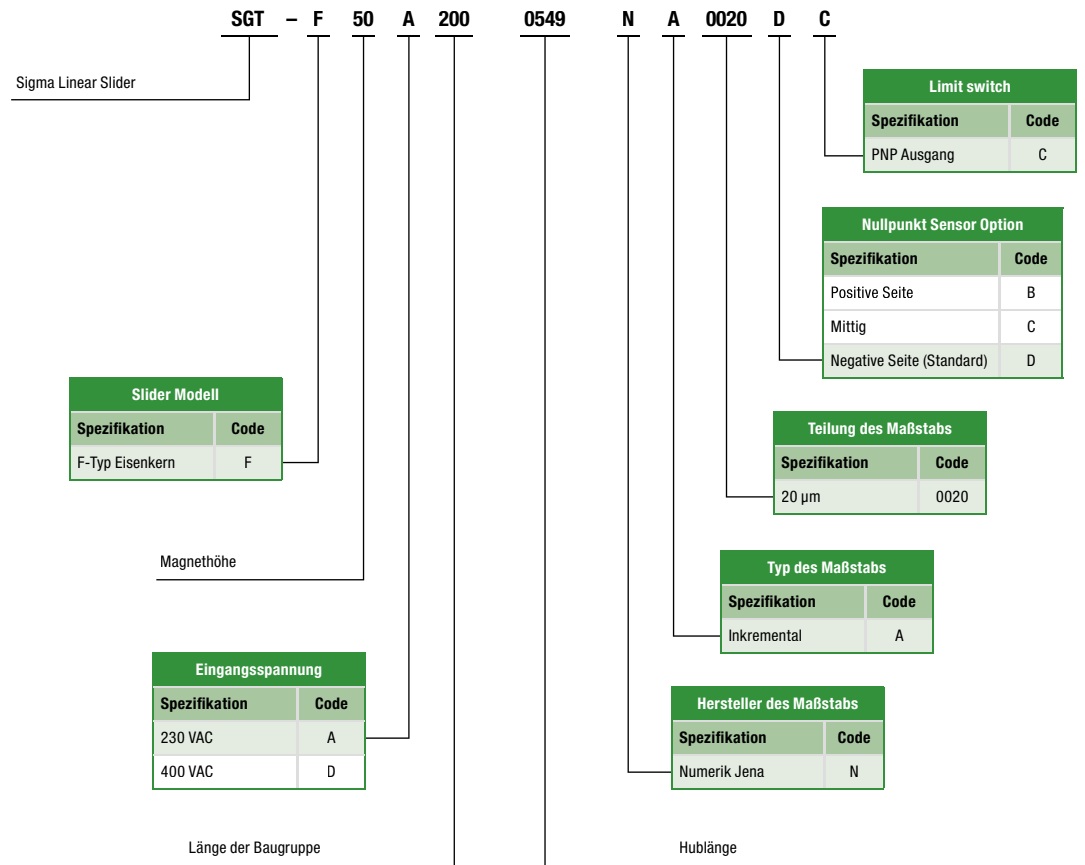 SGT – F 50 A 200 0549 N A 0020 D C
Sigma Linear Slider
Limit switch
Spezifikation Code
PNP Ausgang C
Nullpunkt Sensor Option
Spezifikation Code
Positive Seite B
Mittig C
Negative Seite (Standard) D
Slider Modell
Spezifikation Code
F-Typ Eisenkern F
Teilung des Maßstabs
Spezifikation Code
20 µm 0020
Magnethöhe
Typ des Maßstabs
Spezifikation Code
Inkremental A
Eingangsspannung
Spezifikation Code
230 VAC A
400 VAC D
Hersteller des Maßstabs
Spezifikation Code
Numerik Jena N
Länge der Baugruppe
Hublänge